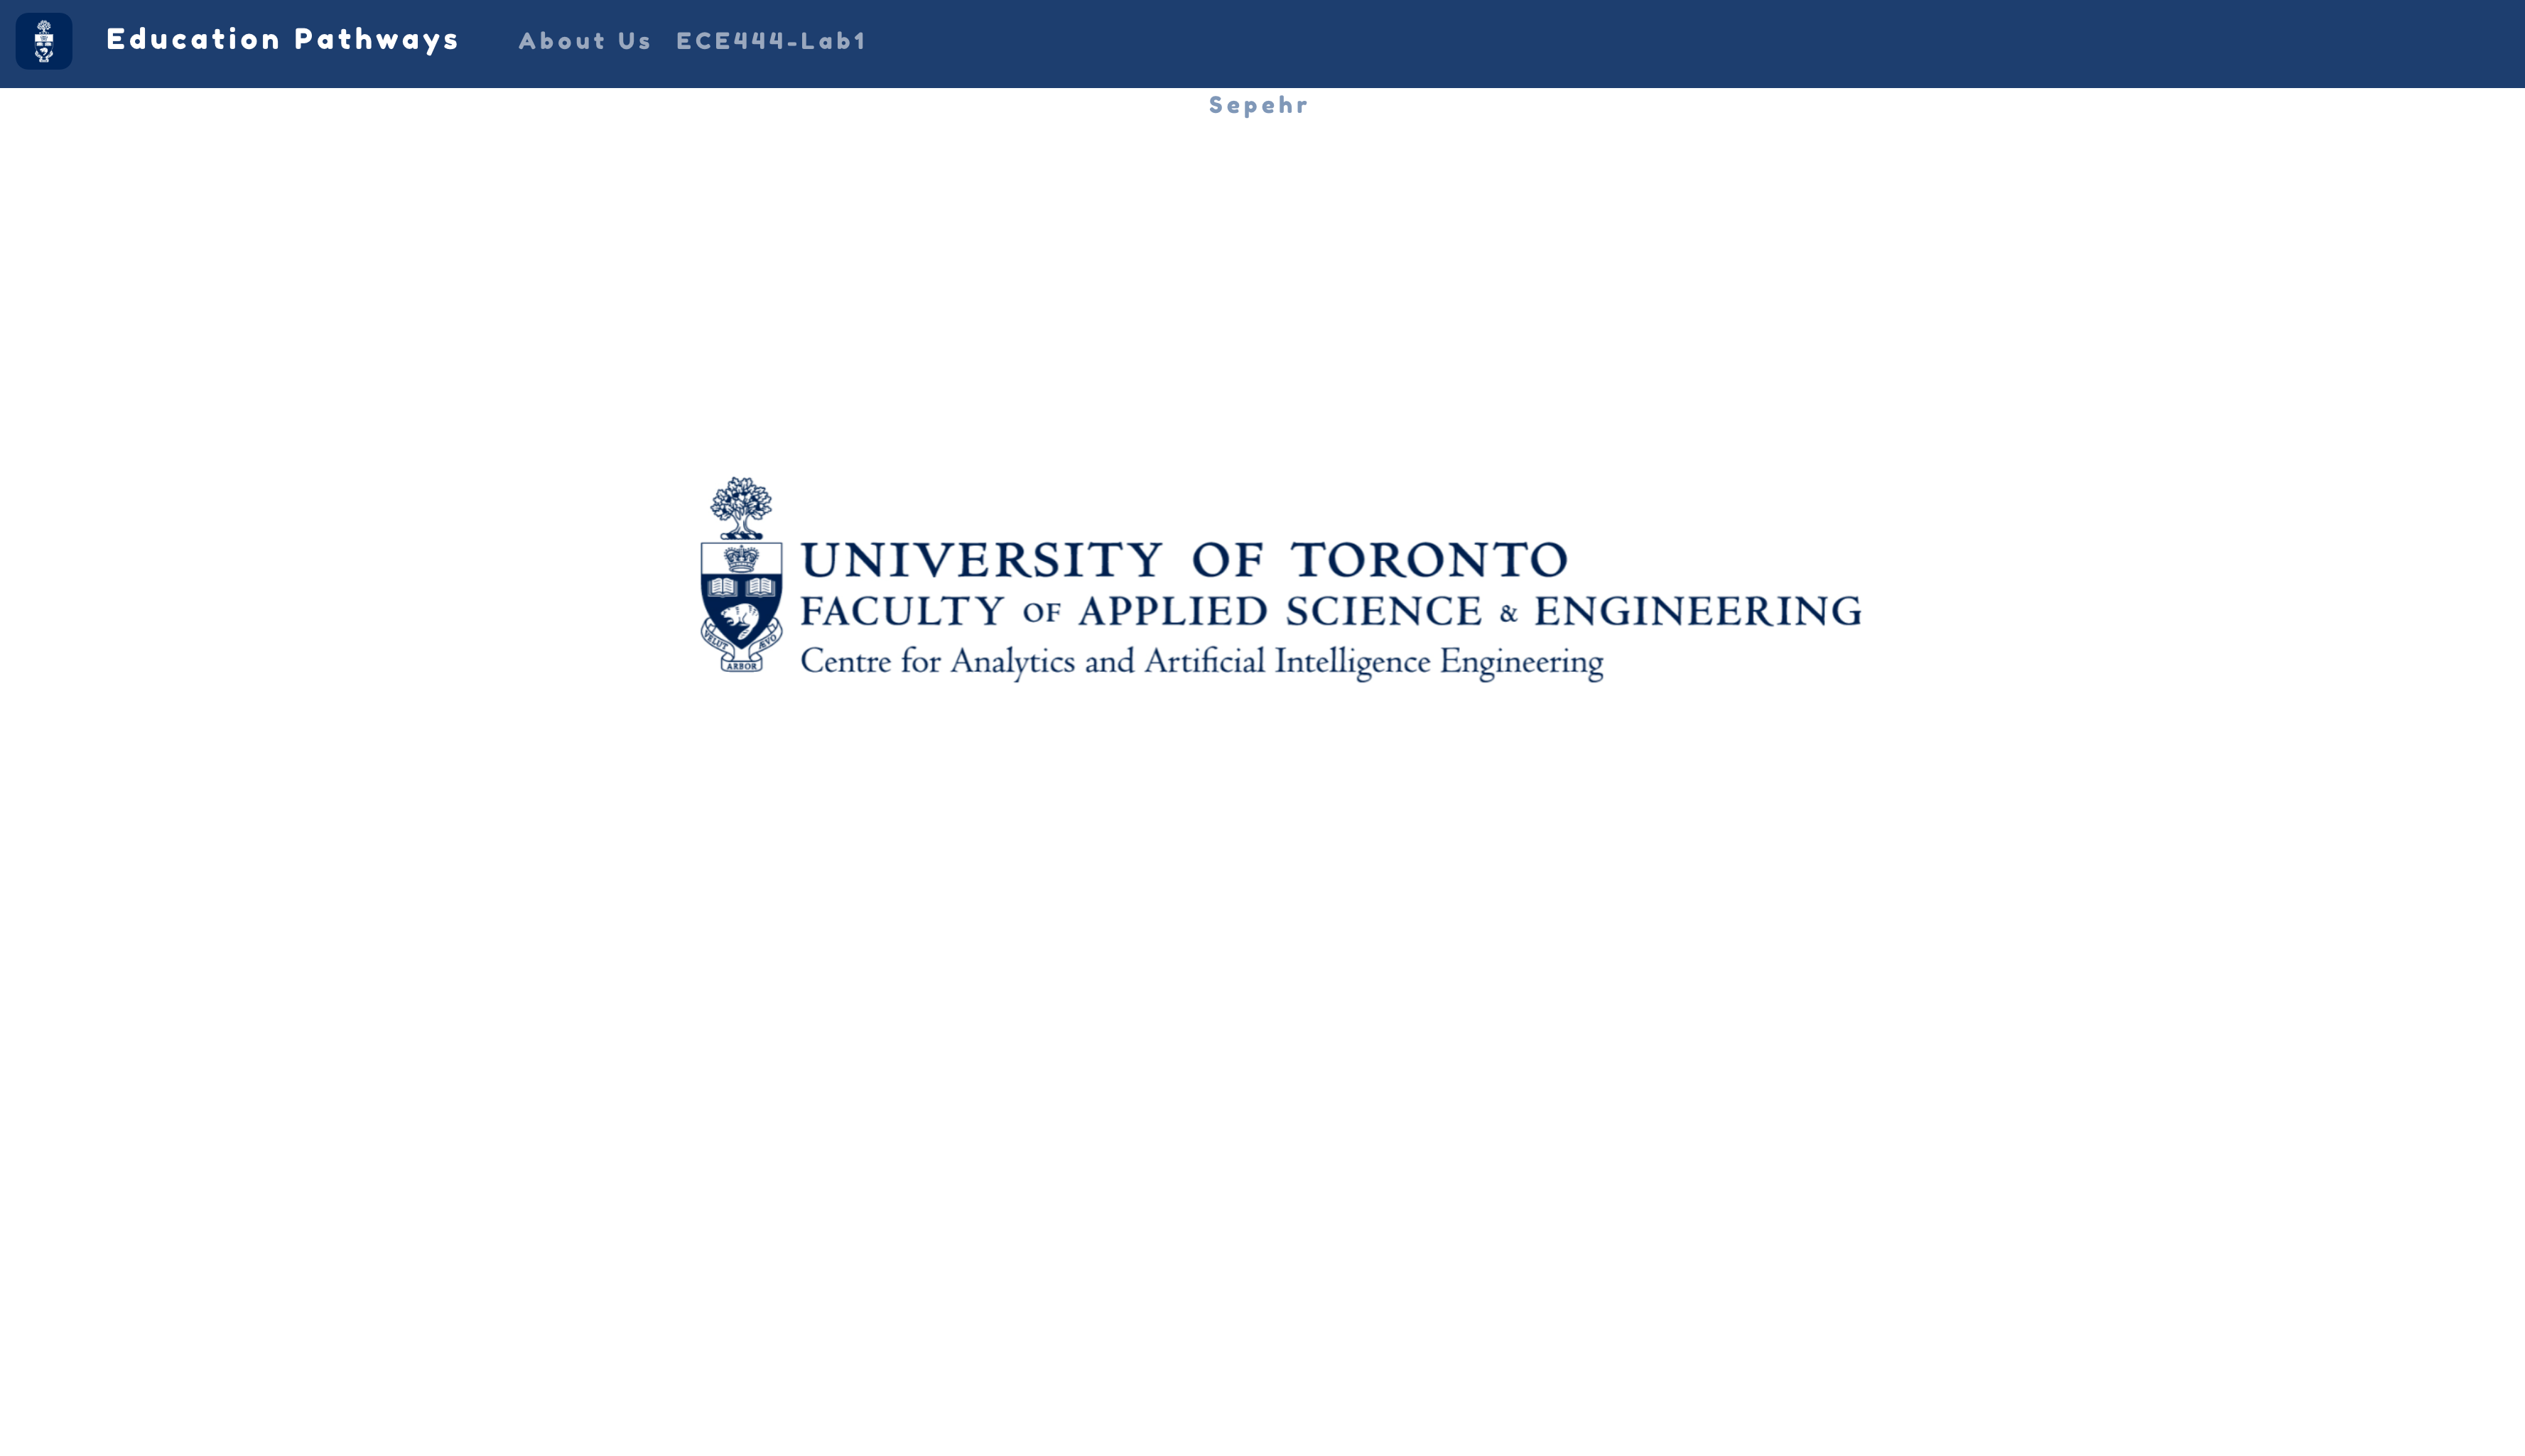 Education Pathways About Us ECE444-Lab1
Sepehr
UNIVERSITY OF TORONTO
FACULTY OF APPLIED SCIENCE & ENGINEERING
Centre for Analytics and Artificial Intelligence Engineering
VELUT ARBOR ÆVO